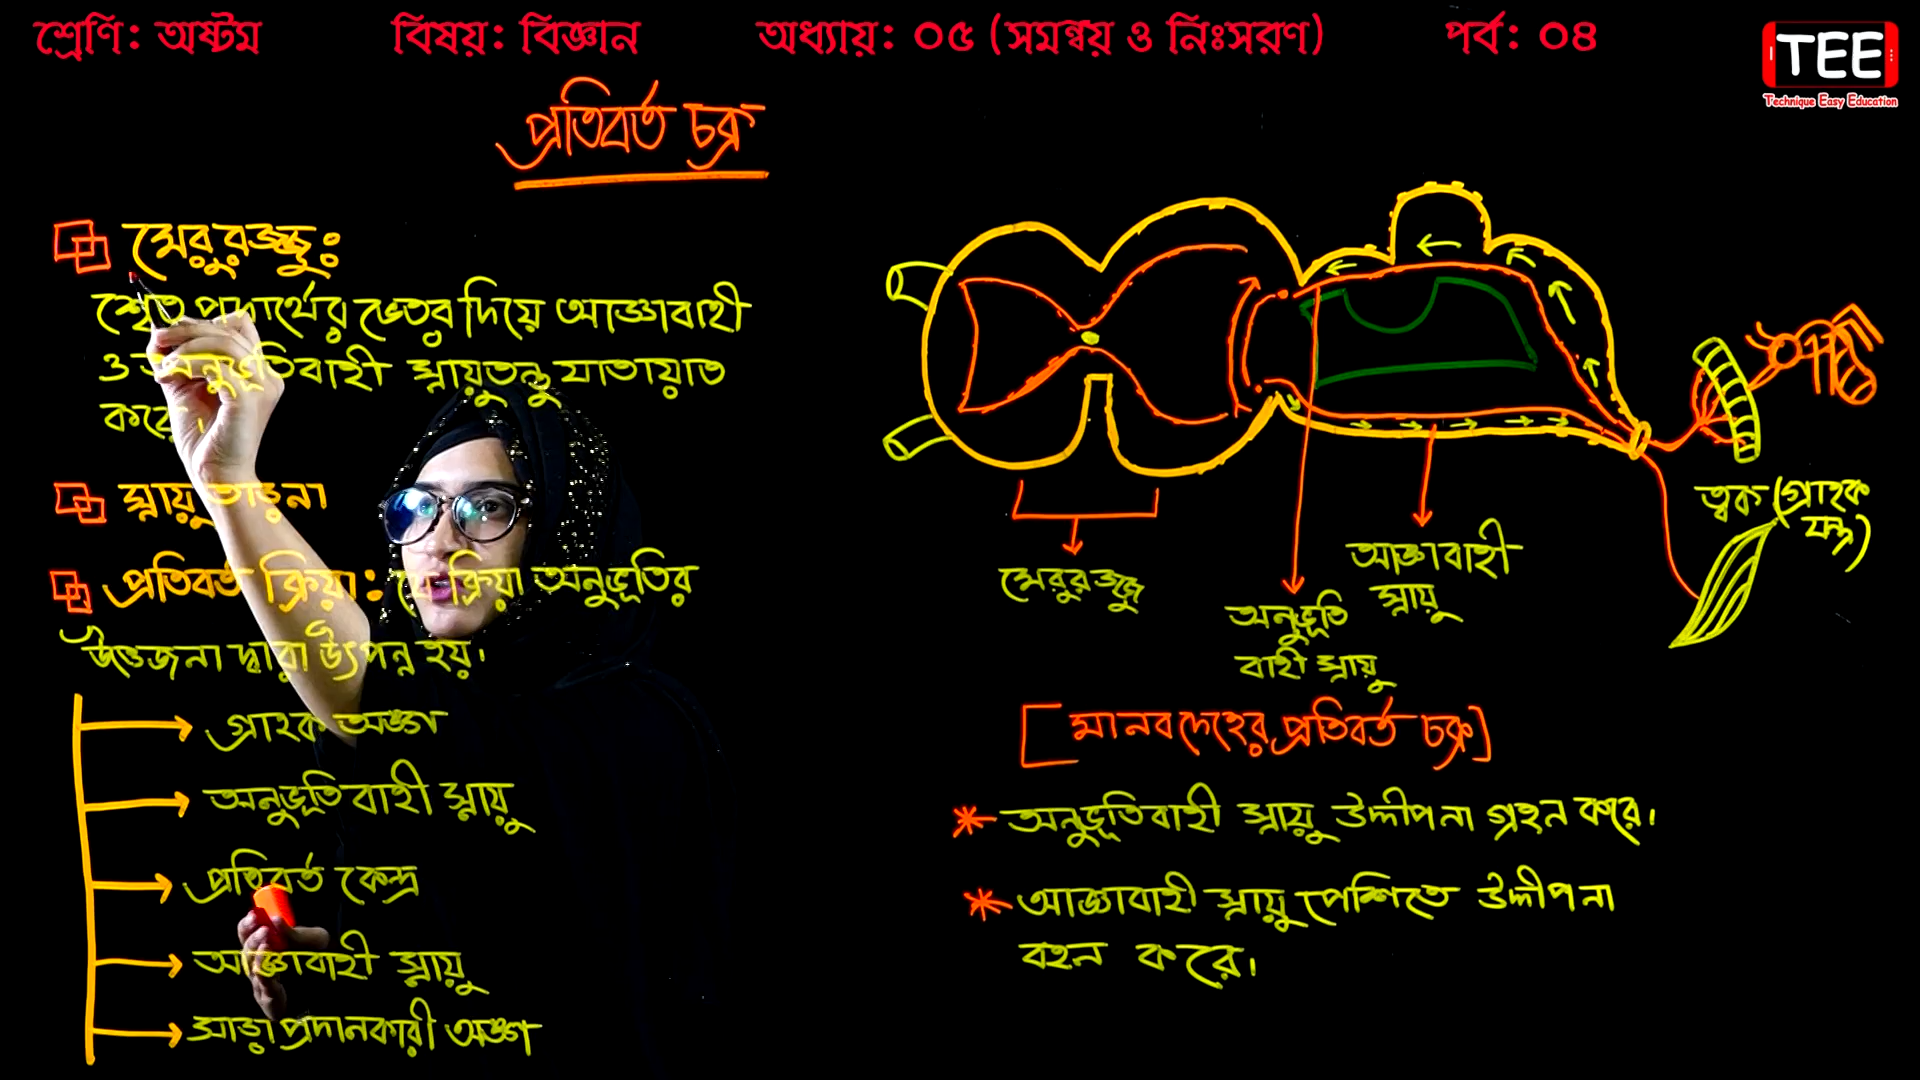 শ্রেণি: অষ্টম বিষয়: বিজ্ঞান অধ্যায়: ০৫ (সমন্বয় ও নিঃসরণ) পর্ব: ০৪
TEE
Technique Easy Education
প্রতিবর্ত চক্র
মেরুরজ্জু:
শ্বেত পদার্থের ভেতর দিয়ে আজ্ঞাবাহী
ও অনুভূতিবাহী স্নায়ুতন্তু যাতায়াত
করে।
স্নায়ু তাড়না
প্রতিবর্ত ক্রিয়া: যে ক্রিয়া অনুভূতির
উত্তেজনা দ্বারা উৎপন্ন হয়।
গ্রাহক অঙ্গ
অনুভূতিবাহী স্নায়ু
প্রতিবর্ত কেন্দ্র
আজ্ঞাবাহী স্নায়ু
সাড়া প্রদানকারী অঙ্গ
ত্বক (গ্রাহক
যন্ত্র)
মেরুরজ্জু
অনুভূতি
বাহী স্নায়ু
আজ্ঞাবাহী
স্নায়ু
[মানবদেহের প্রতিবর্ত চক্র]
* অনুভূতিবাহী স্নায়ু উদ্দীপনা গ্রহন করে।
* আজ্ঞাবাহী স্নায়ু পেশিতে উদ্দীপনা
বহন করে।